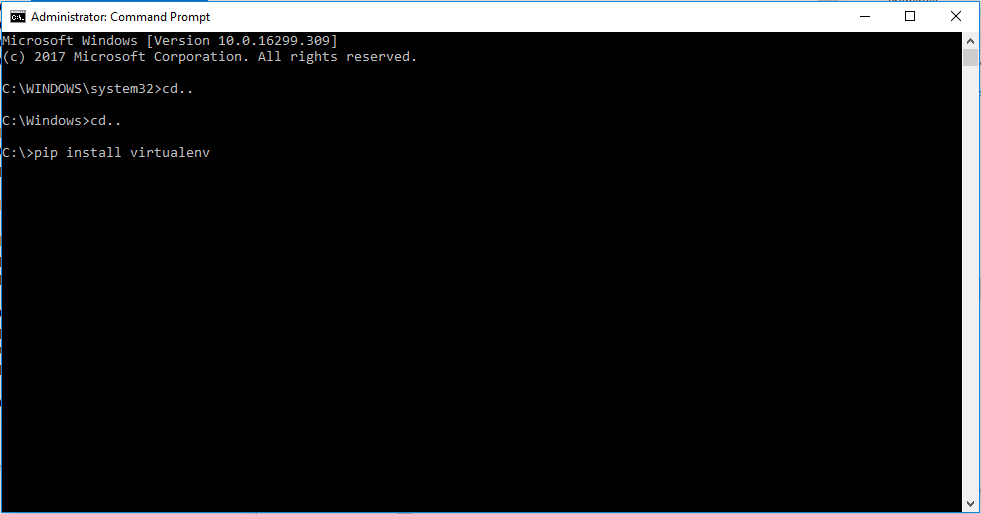 Administrator: Command Prompt
Microsoft Windows [Version 10.0.16299.309]
(c) 2017 Microsoft Corporation. All rights reserved.
C:\WINDOWS\system32>cd..
C:\Windows>cd..
C:\>pip install virtualenv